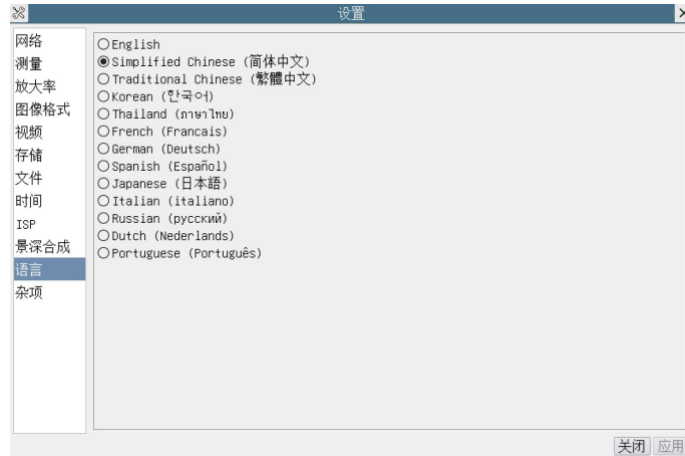 设置
网络
测量
放大率
图像格式
视频
存储
文件
时间
ISP
景深合成
语言
杂项
English
Simplified Chinese (简体中文)
Traditional Chinese (繁體中文)
Korean (한국어)
Thailand (ภาษาไทย)
French (Francais)
German (Deutsch)
Spanish (Español)
Japanese (日本語)
Italian (italiano)
Russian (русский)
Dutch (Nederlands)
Portuguese (Português)
关闭 应用